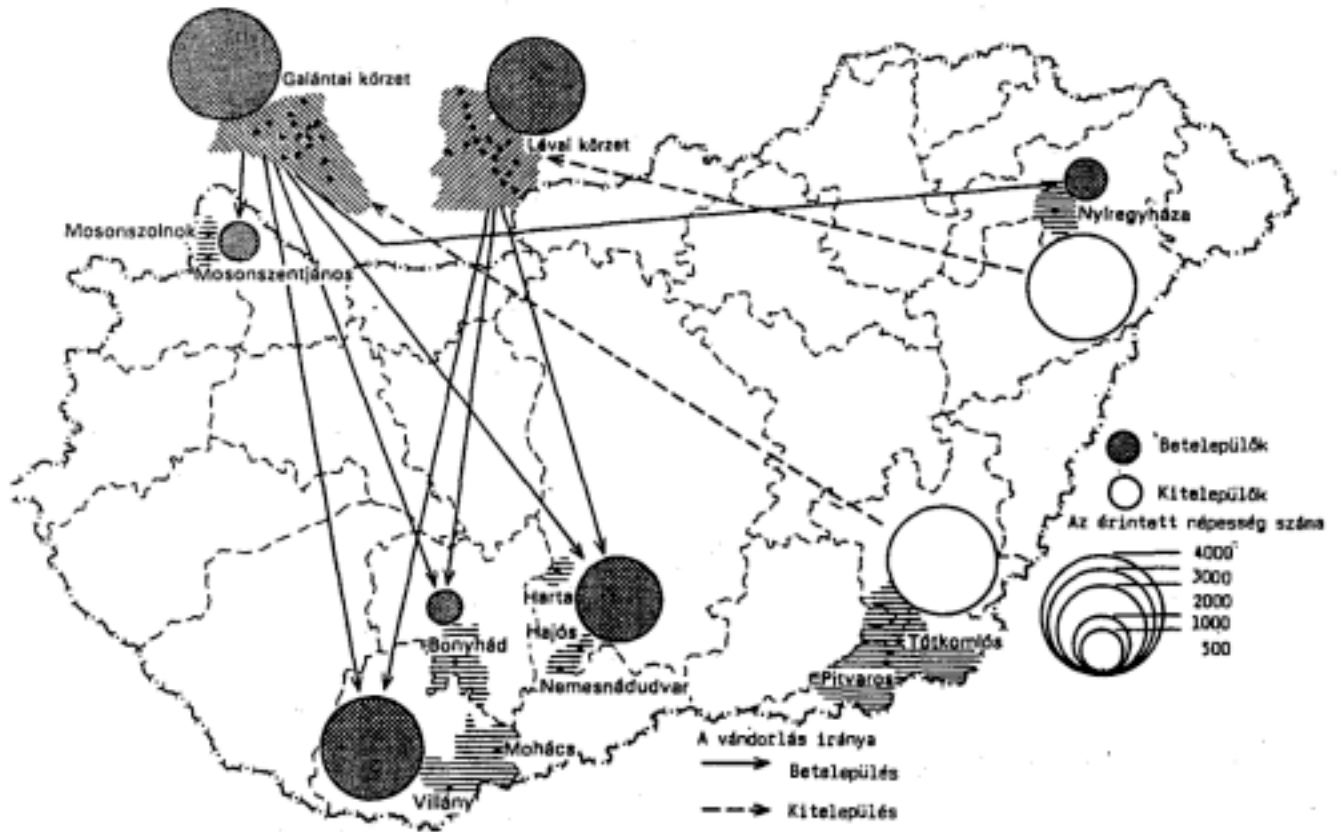 Galántai körzet
Lévai körzet
Nyíregyháza
Mosonszolnok
Mosonszentjános
Betelepülők
Kitelepülők
Az érintett népesség száma
4000
3000
2000
1000
500
Harta
Hajós
Bonyhád
Nemesnádudvar
Tótkomlós
Pitvaros
Mohács
Villány
A vándorlás iránya
Betelepülés
Kitelepülés